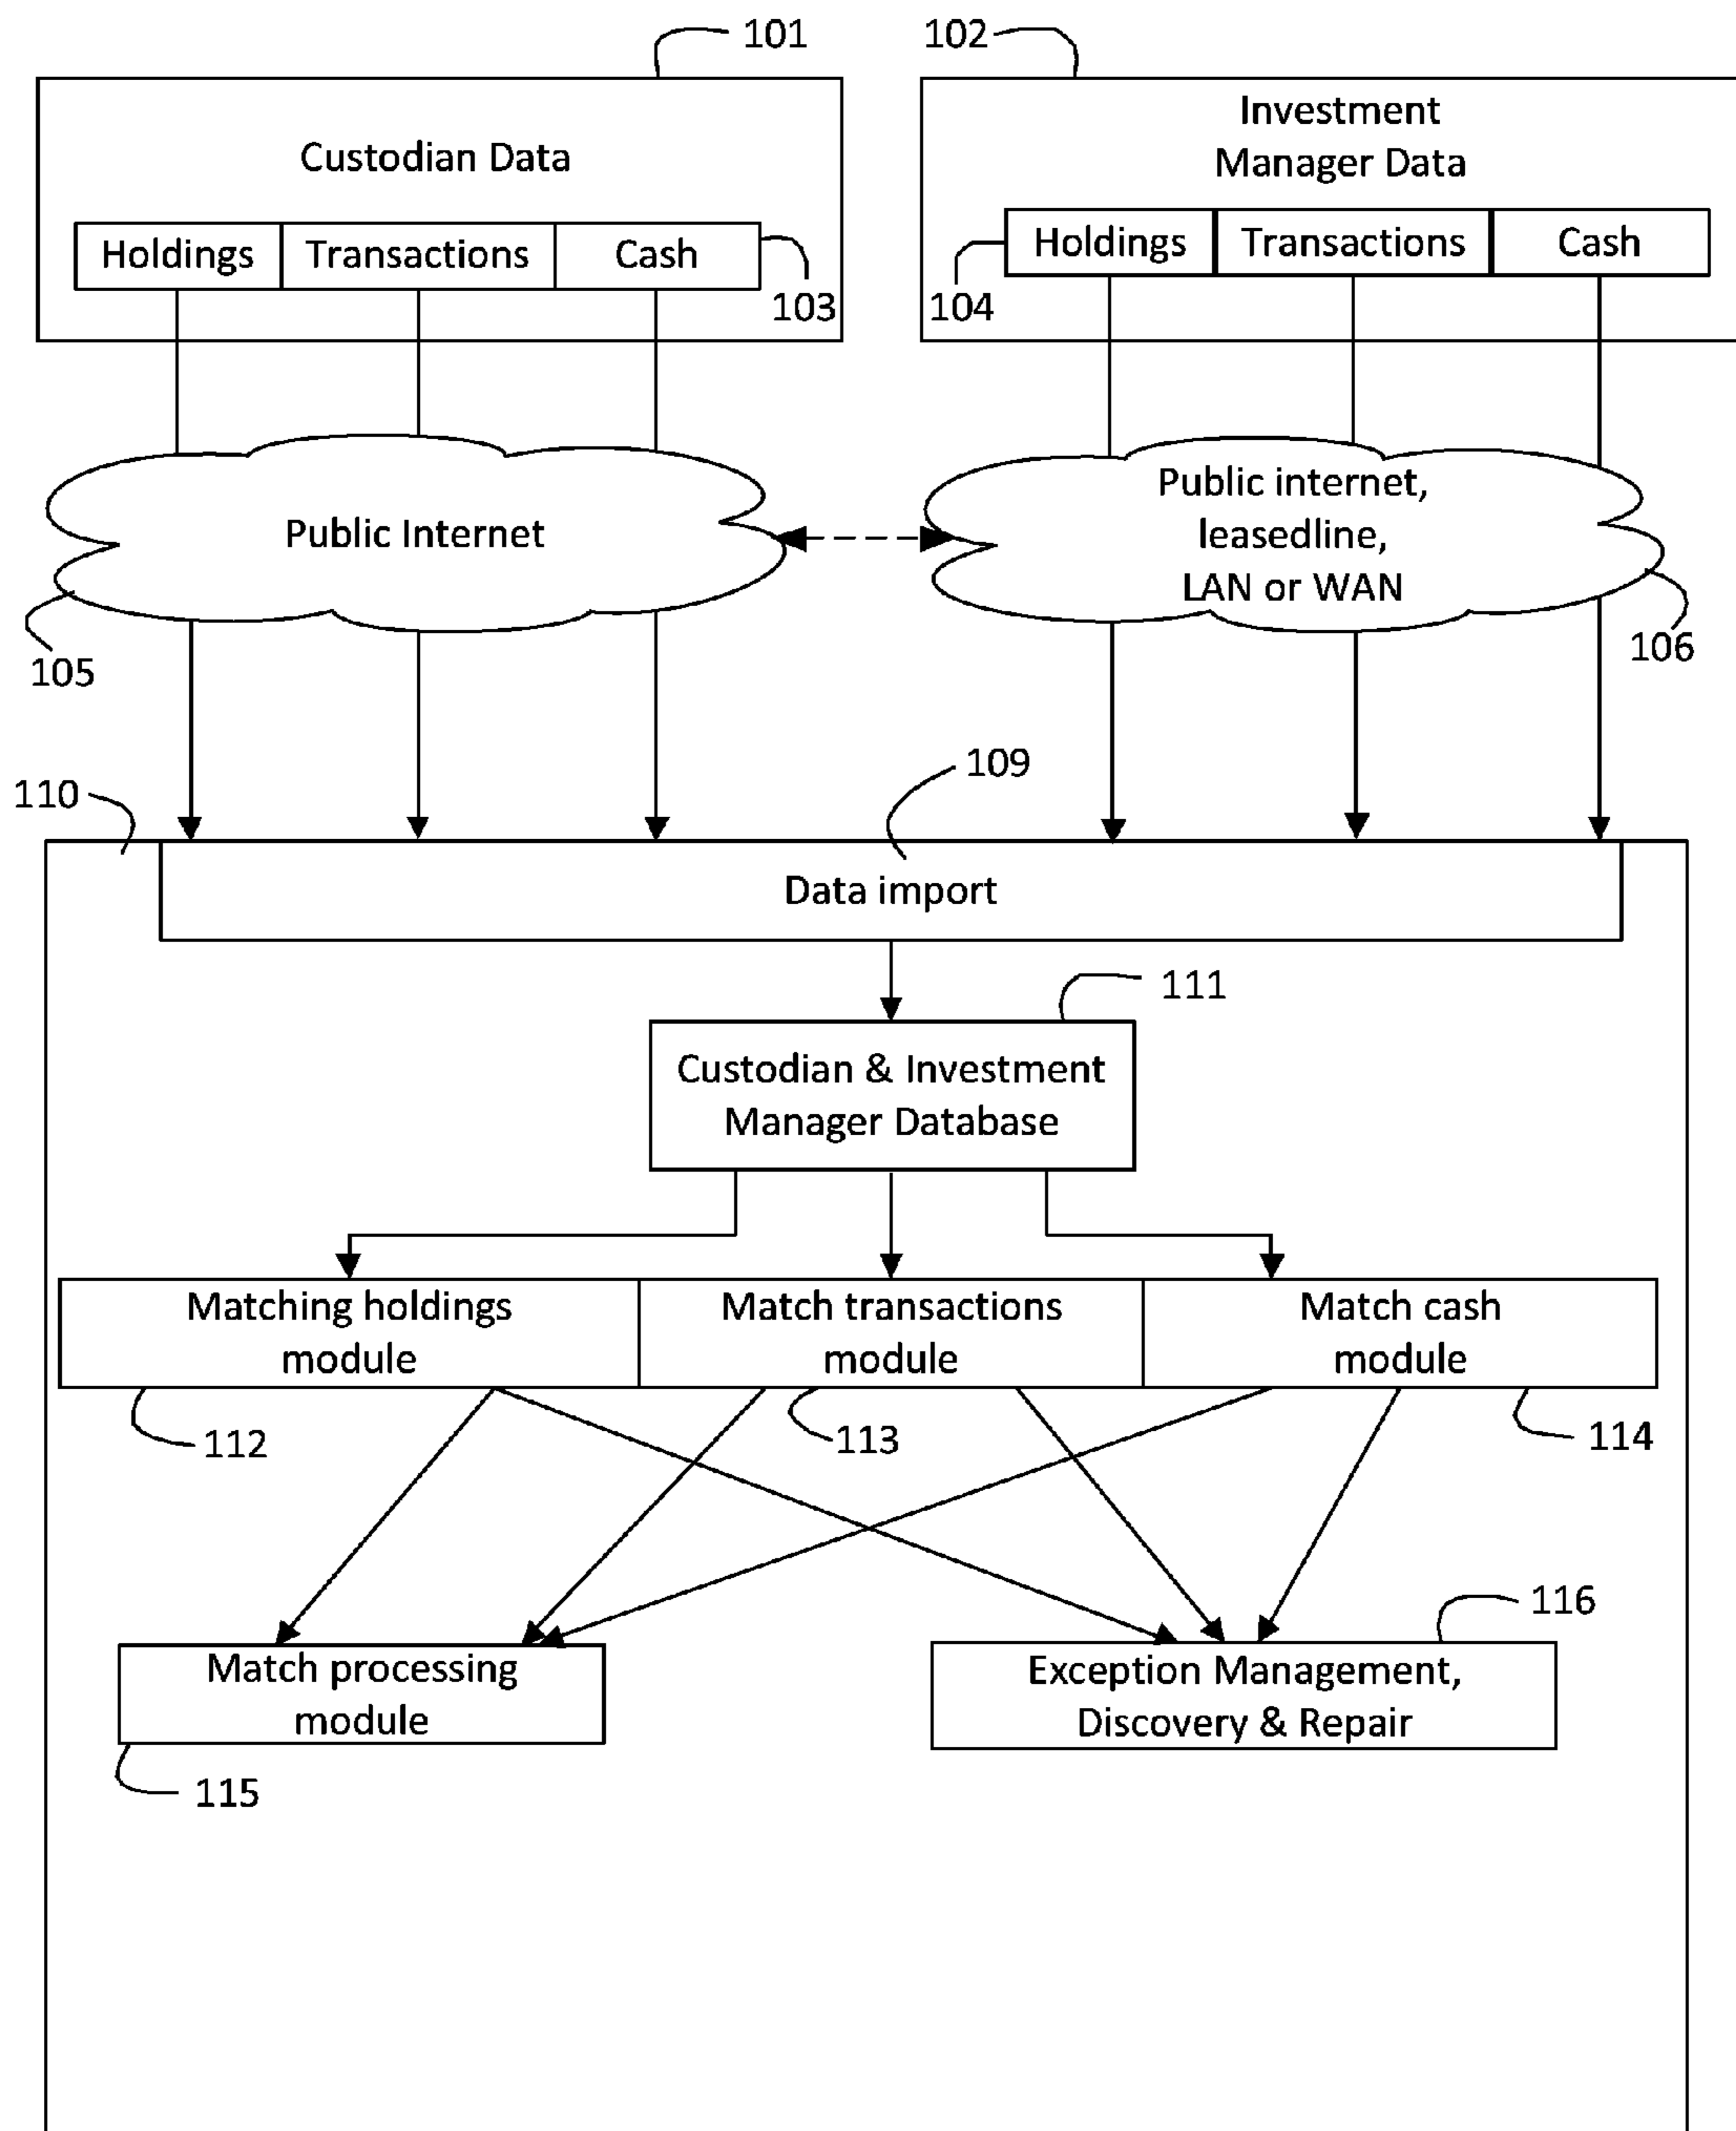 101
102
Custodian Data
Investment
Manager Data
Holdings
Transactions
Cash
103
Holdings
Transactions
Cash
104
Public Internet
Public internet,
leasedline,
LAN or WAN
105
106
109
110
Data import
111
Custodian & Investment
Manager Database
Matching holdings
module
Match transactions
module
Match cash
module
112
113
114
116
Match processing
module
Exception Management,
Discovery & Repair
115